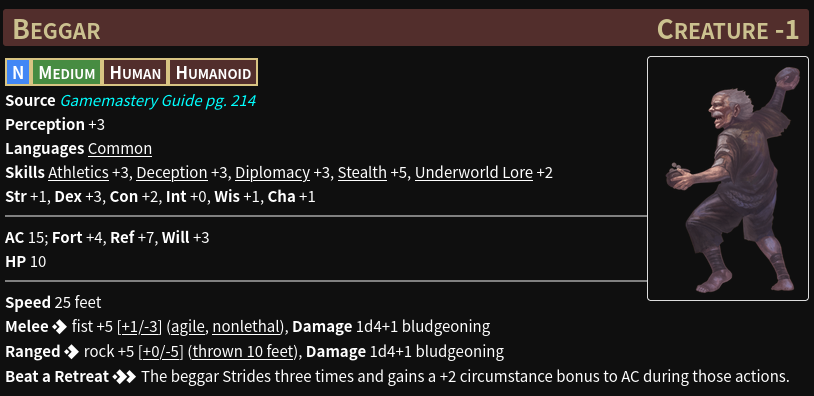 Beggar Creature -1
N Medium Human Humanoid
Source Gamemastery Guide pg. 214
Perception +3
Languages Common
Skills Athletics +3, Deception +3, Diplomacy +3, Stealth +5, Underworld Lore +2
Str +1, Dex +3, Con +2, Int +0, Wis +1, Cha +1
AC 15; Fort +4, Ref +7, Will +3
HP 10
Speed 25 feet
Melee fist +5 [+1/-3] (agile, nonlethal), Damage 1d4+1 bludgeoning
Ranged rock +5 [+0/-5] (thrown 10 feet), Damage 1d4+1 bludgeoning
Beat a Retreat The beggar Strides three times and gains a +2 circumstance bonus to AC during those actions.